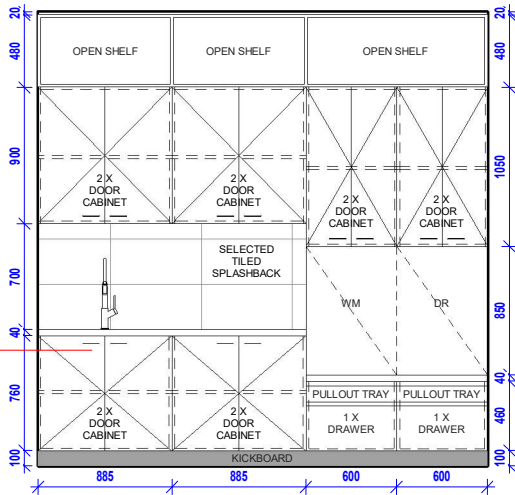 20
20
480
OPEN SHELF
OPEN SHELF
OPEN SHELF
480
900
2 X
DOOR
CABINET
2 X
DOOR
CABINET
2 X
DOOR
CABINET
2 X
DOOR
CABINET
1050
700
SELECTED
TILED
SPLASHBACK
WM
DR
850
40
40
760
PULLOUT TRAY
PULLOUT TRAY
2 X
DOOR
CABINET
2 X
DOOR
CABINET
1 X
DRAWER
1 X
DRAWER
460
100
KICKBOARD
100
885
885
600
600